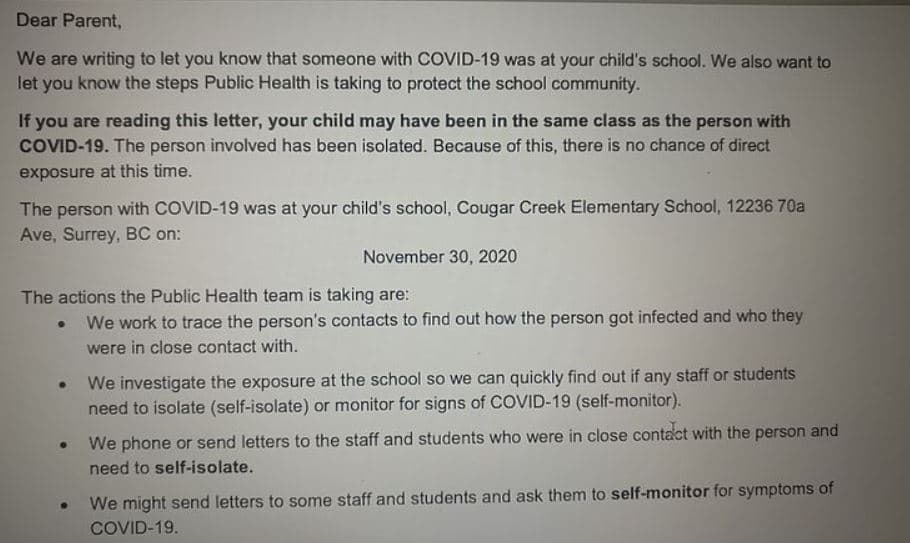 Dear Parent,
We are writing to let you know that someone with COVID-19 was at your child's school. We also want to
let you know the steps Public Health is taking to protect the school community.
If you are reading this letter, your child may have been in the same class as the person with
COVID-19. The person involved has been isolated. Because of this, there is no chance of direct
exposure at this time.
The person with COVID-19 was at your child's school, Cougar Creek Elementary School, 12236 70a
Ave, Surrey, BC on:
November 30, 2020
The actions the Public Health team is taking are:
• We work to trace the person's contacts to find out how the person got infected and who they
were in close contact with.
• We investigate the exposure at the school so we can quickly find out if any staff or students
need to isolate (self-isolate) or monitor for signs of COVID-19 (self-monitor).
• We phone or send letters to the staff and students who were in close contact with the person and
need to self-isolate.
• We might send letters to some staff and students and ask them to self-monitor for symptoms of
COVID-19.